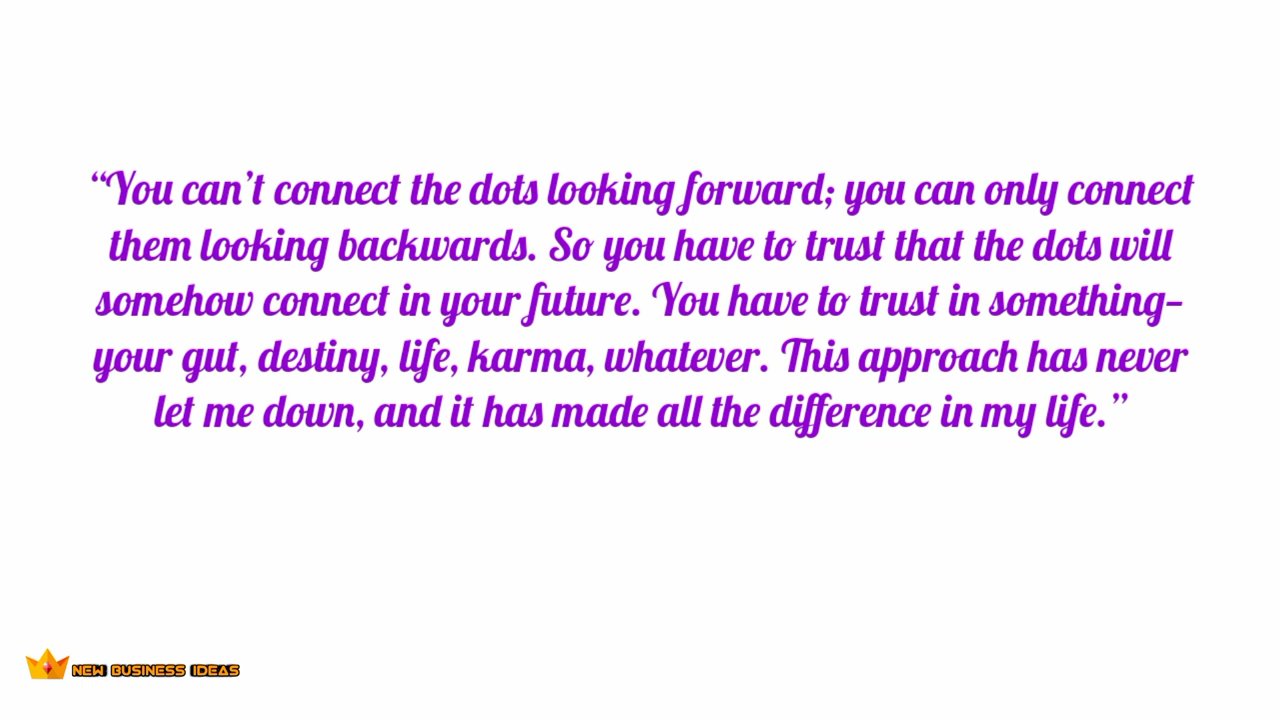 “You can’t connect the dots looking forward; you can only connect
them looking backwards. So you have to trust that the dots will
somehow connect in your future. You have to trust in something–
your gut, destiny, life, karma, whatever. This approach has never
let me down, and it has made all the difference in my life.”
NEW BUSINESS IDEAS